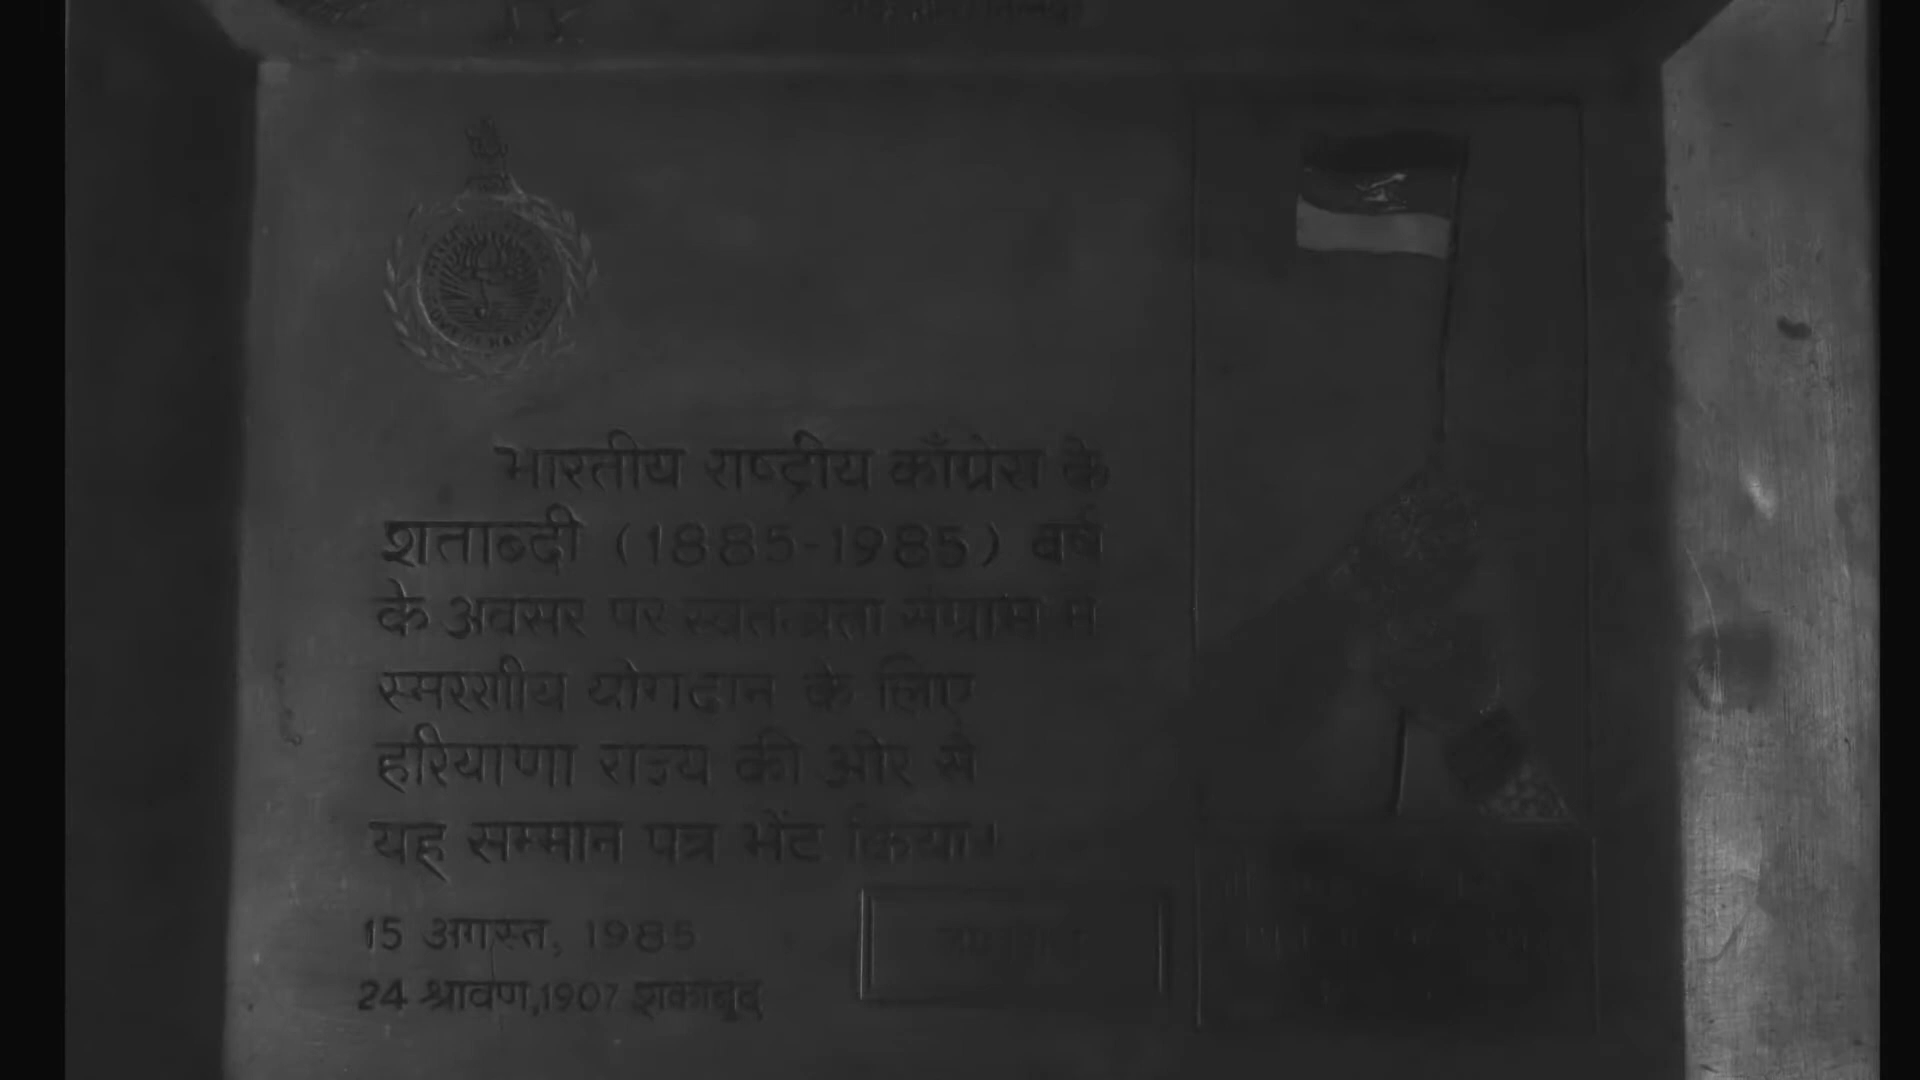 भारतीय राष्ट्रीय काँग्रेस के
शताब्दी (1885-1985) वर्ष
के अवसर पर स्वतन्त्रता संग्राम में
स्मरणीय योगदान के लिए
हरियाणा राज्य की ओर से
यह सम्मान पत्र भेंट किया।
15 अगस्त, 1985
24 श्रावण,1907 शकाब्द